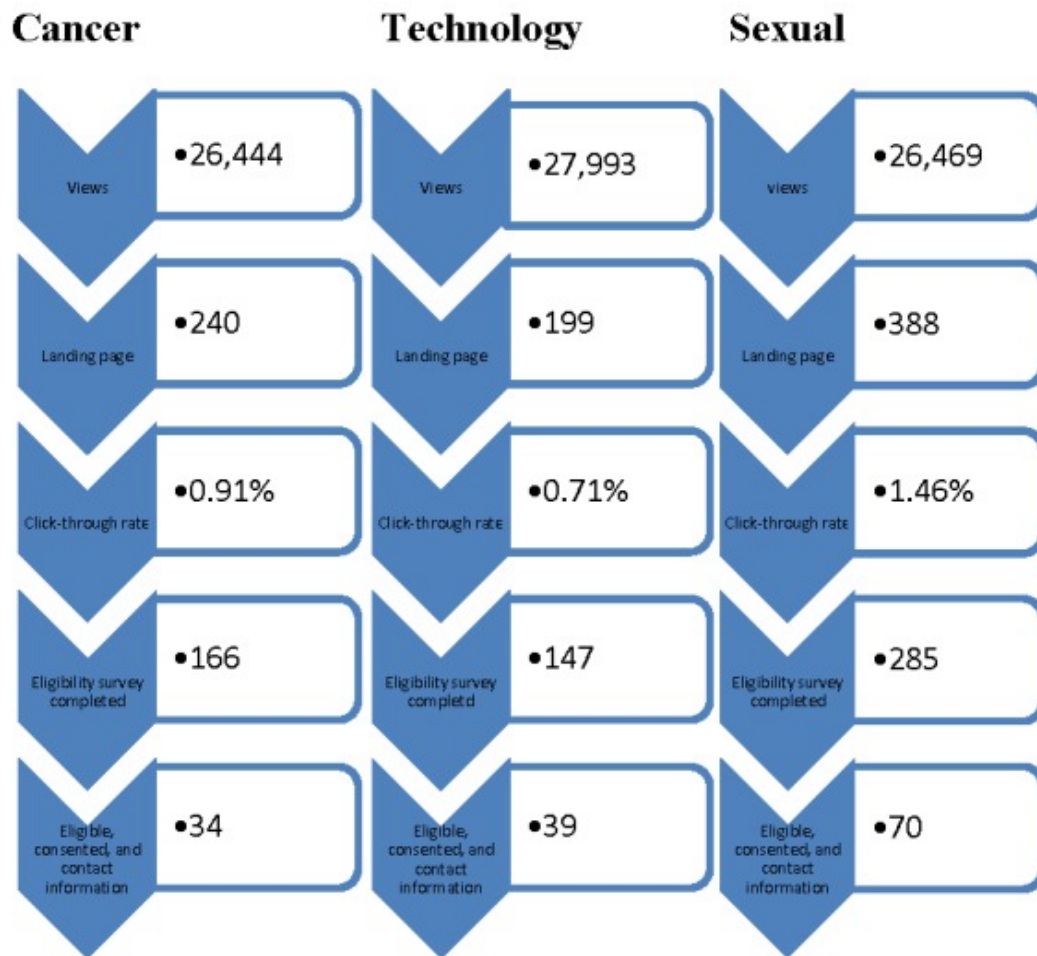 Cancer
Views
•26,444
Landing page
•240
Click-through rate
•0.91%
Eligibility survey
completed
•166
Eligible,
consented, and
contact
information
•34
Technology
Views
•27,993
Landing page
•199
Click-through rate
•0.71%
Eligibility survey
completd
•147
Eligible,
consented, and
contact
information
•39
Sexual
views
•26,469
Landing page
•388
Click-through rate
•1.46%
Eligibility survey
completed
•285
Eligible,
consented, and
contact
information
•70